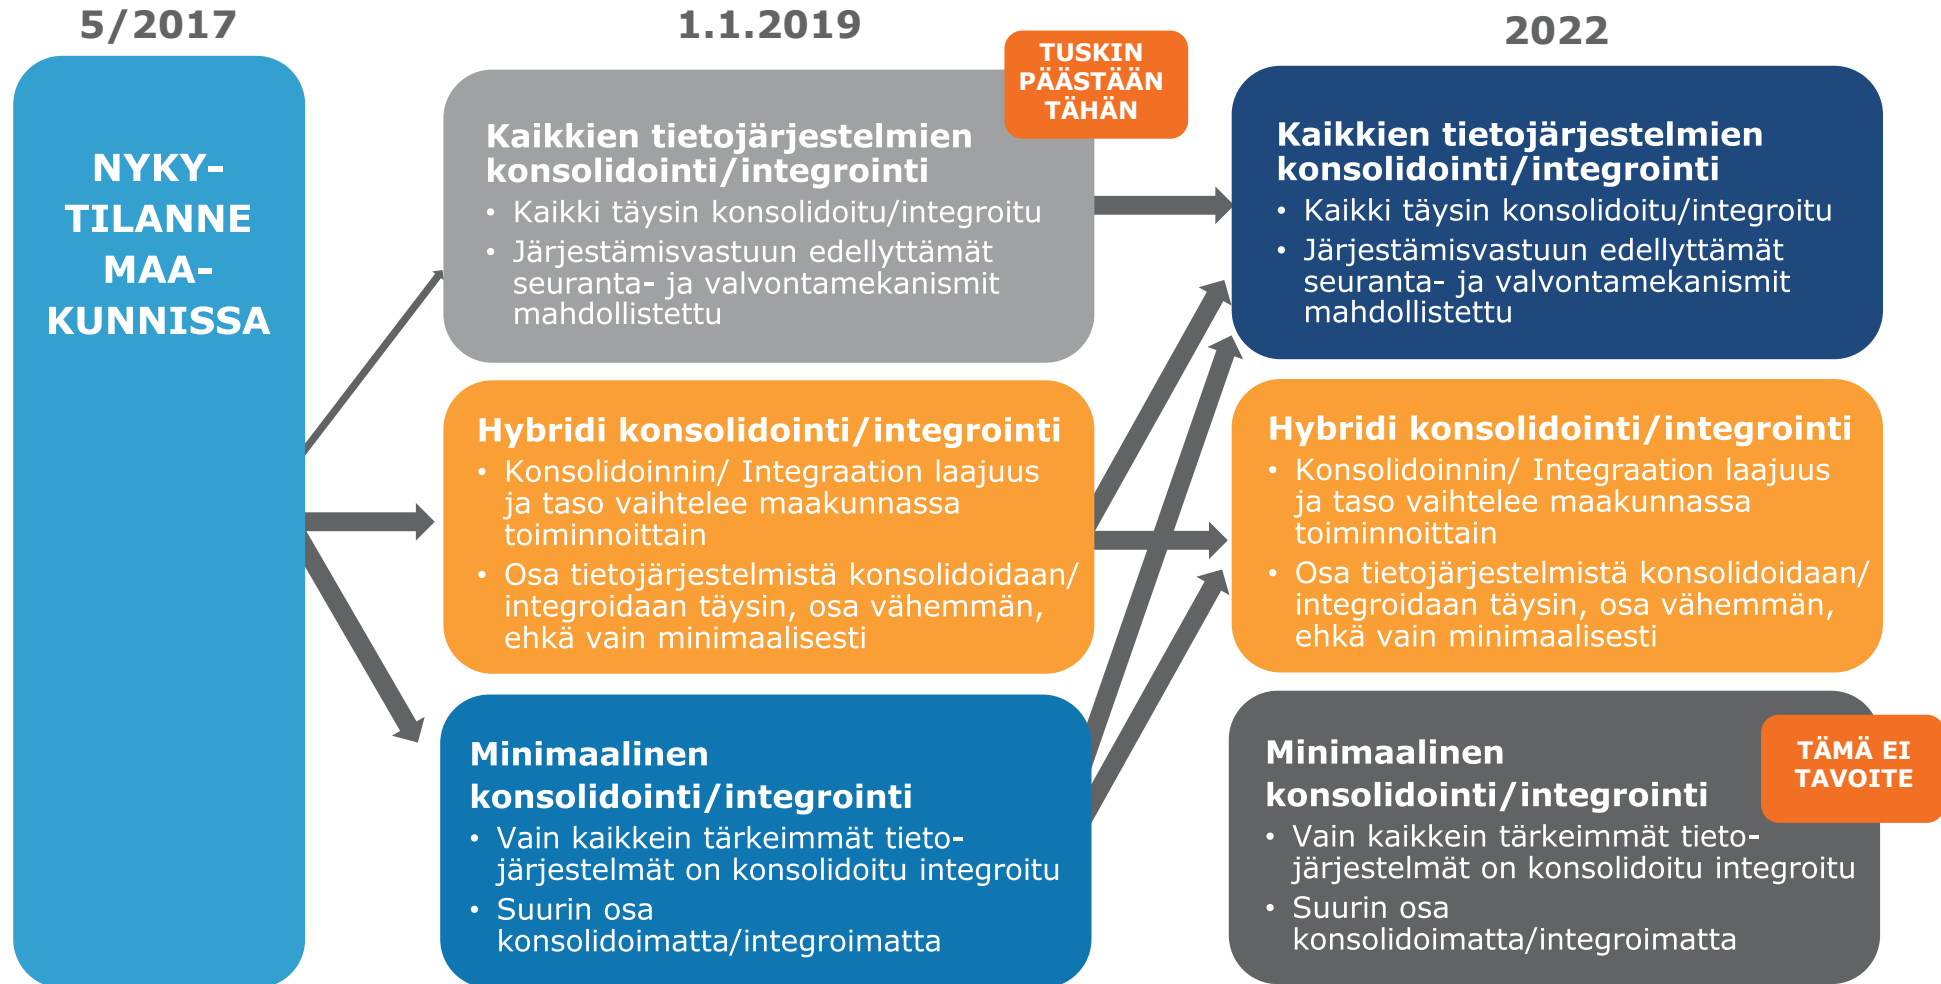 5/2017
NYKY-
TILANNE
MAA-
KUNNISSA
1.1.2019
TUSKIN
PÄÄSTÄÄN
TÄHÄN
Kaikkien tietojärjestelmien
konsolidointi/integrointi
• Kaikki täysin konsolidoitu/integroitu
• Järjestämisvastuun edellyttämät
seuranta- ja valvontamekanismit
mahdollistettu
Hybridi konsolidointi/integrointi
• Konsolidoinnin/ Integraation laajuus
ja taso vaihtelee maakunnassa
toiminnoittain
• Osa tietojärjestelmistä konsolidoidaan/
integroidaan täysin, osa vähemmän,
ehkä vain minimaalisesti
Minimaalinen
konsolidointi/integrointi
• Vain kaikkein tärkeimmät tieto-
järjestelmät on konsolidoitu integroitu
• Suurin osa
konsolidoimatta/integroimatta
2022
Kaikkien tietojärjestelmien
konsolidointi/integrointi
• Kaikki täysin konsolidoitu/integroitu
• Järjestämisvastuun edellyttämät
seuranta- ja valvontamekanismit
mahdollistettu
Hybridi konsolidointi/integrointi
• Konsolidoinnin/ Integraation laajuus
ja taso vaihtelee maakunnassa
toiminnoittain
• Osa tietojärjestelmistä konsolidoidaan/
integroidaan täysin, osa vähemmän,
ehkä vain minimaalisesti
TÄMÄ EI
TAVOITE
Minimaalinen
konsolidointi/integrointi
• Vain kaikkein tärkeimmät tieto-
järjestelmät on konsolidoitu integroitu
• Suurin osa
konsolidoimatta/integroimatta